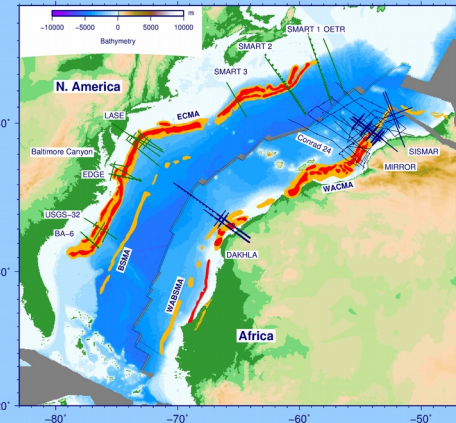 −10000 −5000 0 5000 10000 m
Bathymetry
SMART 1 OETR
SMART 2
SMART 3
N. America
LASE
ECMA
Conrad 24
Baltimore Canyon
SISMAR
MIRROR
EDGE
WACMA
USGS-32
BA-6
DAKHLA
BSMA
WABSMA
Africa
20°
−80° −70° −60° −50°